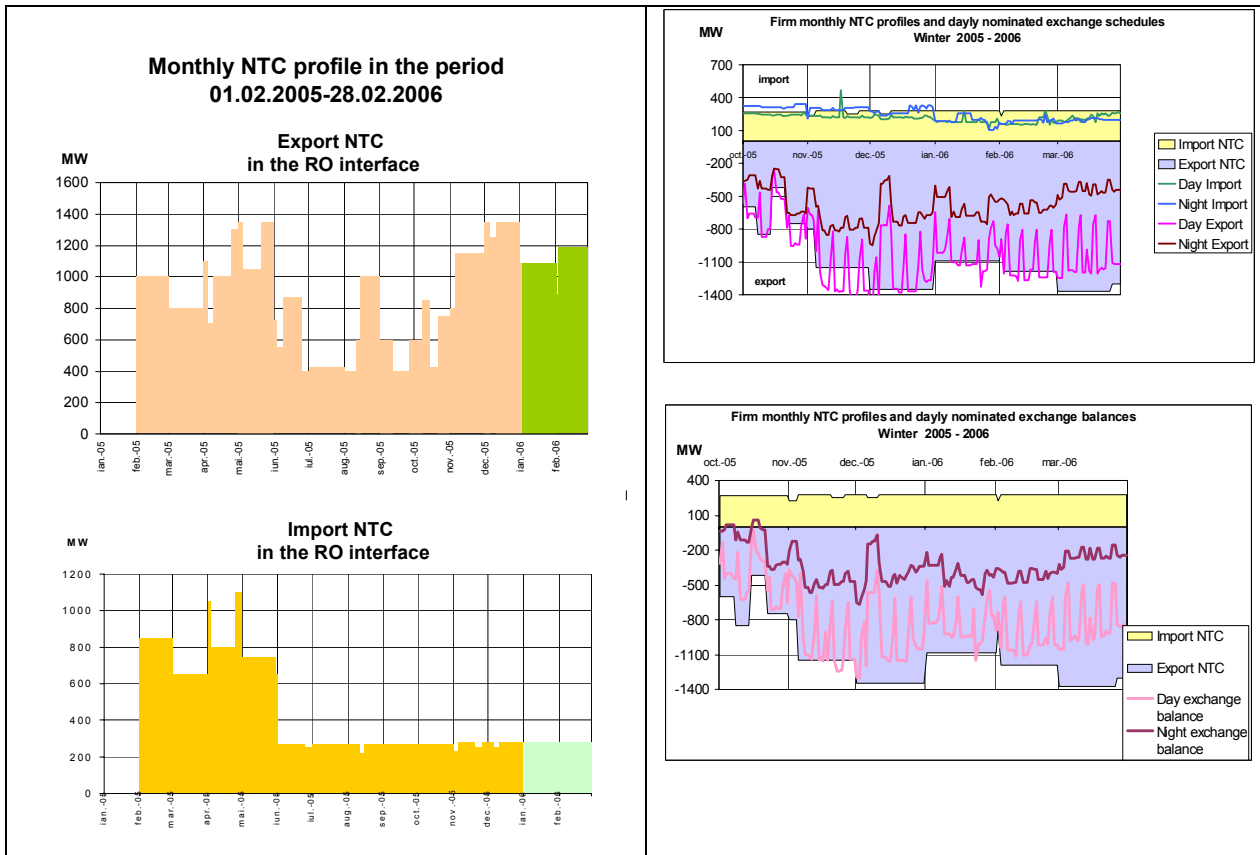 Monthly NTC profile in the period
01.02.2005-28.02.2006
Export NTC
in the RO interface
MW
1600
1400
1200
1000
800
600
400
200
0
ian.-05
feb.-05
mar.-05
apr.-05
mai.-05
iun.-05
iul.-05
aug.-05
sep.-05
oct.-05
nov.-05
dec.-05
ian.-06
feb.-06
Import NTC
in the RO interface
MW
1200
1000
800
600
400
200
0
ian.-05
feb.-05
mar.-05
apr.-05
mai.-05
iun.-05
iul.-05
aug.-05
sep.-05
oct.-05
nov.-05
dec.-05
ian.-06
feb.-06
Firm monthly NTC profiles and dayly nominated exchange schedules
Winter 2005 - 2006
MW
700
400
100
-200
-500
-800
-1100
-1400
import
oct.-05 nov.-05 dec.-05 ian.-06 feb.-06 mar.-06
export
Import NTC
Export NTC
Day Import
Night Import
Day Export
Night Export
Firm monthly NTC profiles and dayly nominated exchange balances
Winter 2005 - 2006
MW
oct.-05 nov.-05 dec.-05 ian.-06 feb.-06 mar.-06
400
100
-200
-500
-800
-1100
-1400
Import NTC
Export NTC
Day exchange
balance
Night exchange
balance